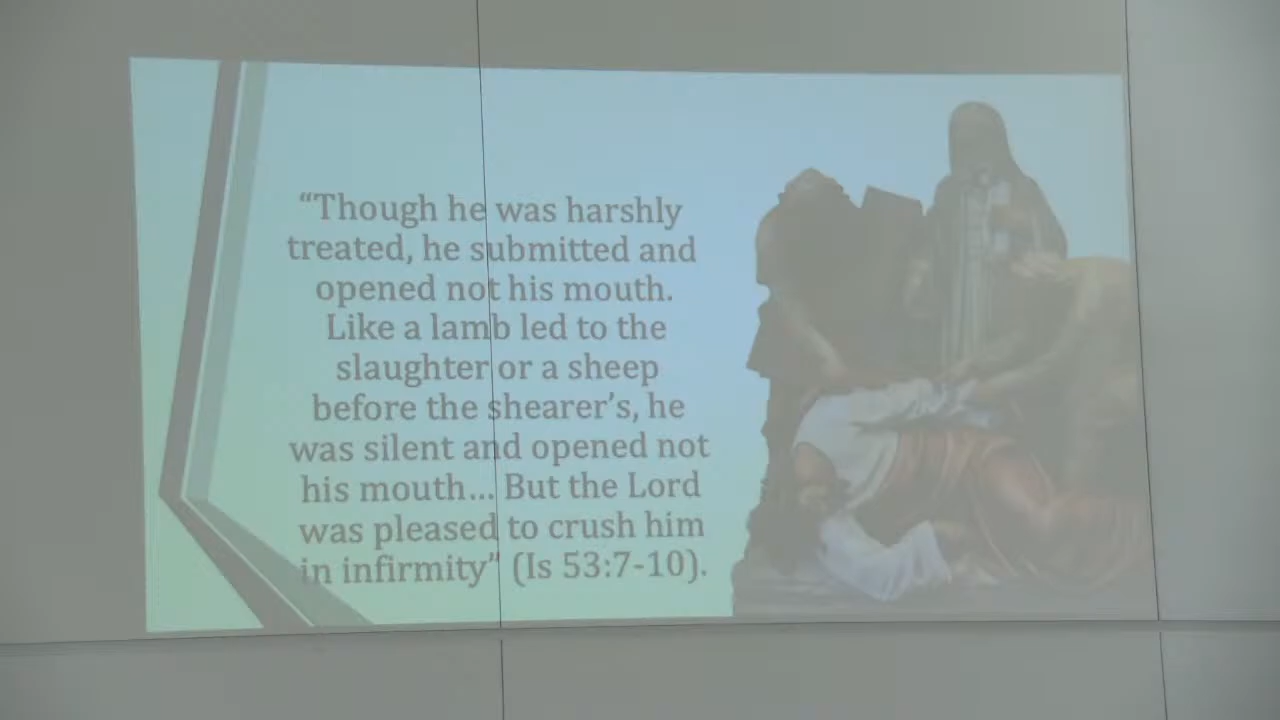 “Though he was harshly
treated, he submitted and
opened not his mouth.
Like a lamb led to the
slaughter or a sheep
before the shearer’s, he
was silent and opened not
his mouth... But the Lord
was pleased to crush him
in infirmity” (Is 53:7-10).